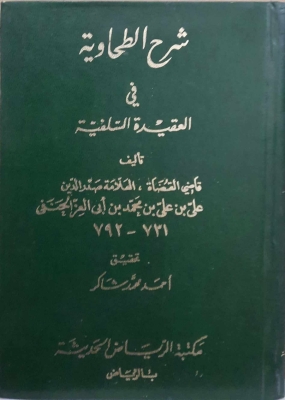 شرح الطحاوية
في
العقيدة السلفية
تأليف
قاضي القضاة ، العلامة صدر الدين
علي بن علي بن محمد بن أبي العز الحنفي
٧٣١ - ٧٩٢
تحقيق
أحمد محمد شاكر
مكتبة الرياض الحديثة
بالرياض